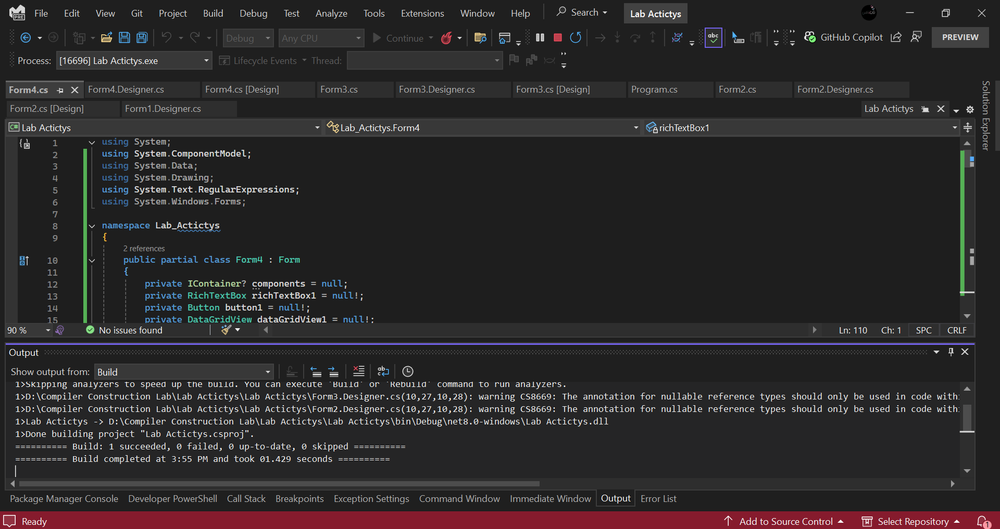 File Edit View Git Project Build Debug Test Analyze Tools Extensions Window Help Search Lab Actictys
Debug Any CPU Continue abc GitHub Copilot PREVIEW
Process: [16696] Lab Actictys.exe Lifecycle Events Thread:
Form4.cs Form4.Designer.cs Form4.cs [Design] Form3.cs Form3.Designer.cs Form3.cs [Design] Program.cs Form2.cs Form2.Designer.cs
Form2.cs [Design] Form1.Designer.cs Lab Actictys
Solution Explorer
C# Lab Actictys Lab_Actictys.Form4 richTextBox1
1 using System;
2 using System.ComponentModel;
3 using System.Data;
4 using System.Drawing;
5 using System.Text.RegularExpressions;
6 using System.Windows.Forms;
7
8 namespace Lab_Actictys
9 {
2 references
10 public partial class Form4 : Form
11 {
12 private IContainer? components = null;
13 private RichTextBox richTextBox1 = null!;
14 private Button button1 = null!;
15 private DataGridView dataGridView1 = null!;
90 % No issues found Ln: 110 Ch: 1 SPC CRLF
Output
Show output from: Build
1>Skipping analyzers to speed up the build. You can execute 'Build' or 'Rebuild' command to run analyzers.
1>D:\Compiler Construction Lab\Lab Actictys\Lab Actictys\Form3.Designer.cs(10,27,10,28): warning CS8669: The annotation for nullable reference types should only be used in code withi
1>D:\Compiler Construction Lab\Lab Actictys\Lab Actictys\Form2.Designer.cs(10,27,10,28): warning CS8669: The annotation for nullable reference types should only be used in code withi
1>Lab Actictys -> D:\Compiler Construction Lab\Lab Actictys\Lab Actictys\bin\Debug\net8.0-windows\Lab Actictys.dll
1>Done building project "Lab Actictys.csproj".
========== Build: 1 succeeded, 0 failed, 0 up-to-date, 0 skipped ==========
========== Build completed at 3:55 PM and took 01.429 seconds ==========
Package Manager Console Developer PowerShell Call Stack Breakpoints Exception Settings Command Window Immediate Window Output Error List
Ready Add to Source Control Select Repository 1